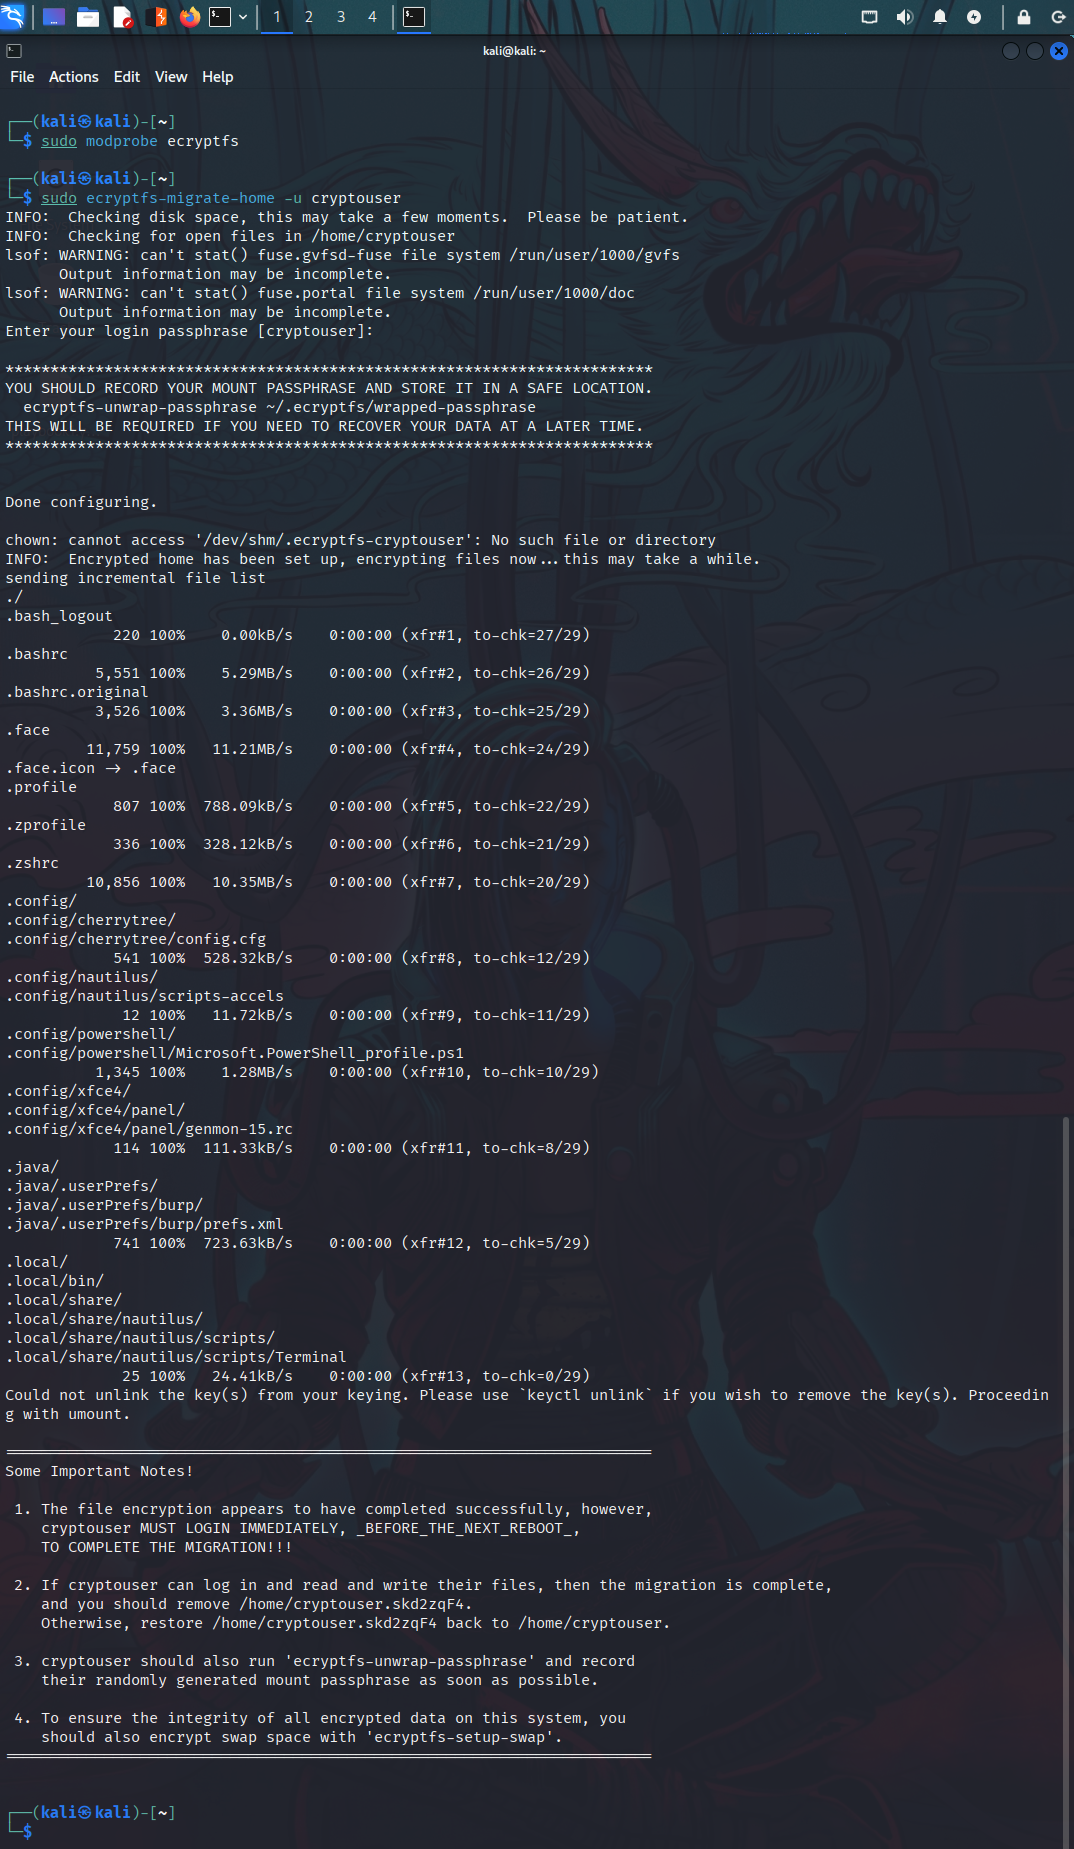 1 2 3 4
kali@kali: ~
File Actions Edit View Help
┌──(kali㉿kali)-[~]
└─$ sudo modprobe ecryptfs
┌──(kali㉿kali)-[~]
└─$ sudo ecryptfs-migrate-home -u cryptouser
INFO:  Checking disk space, this may take a few moments.  Please be patient.
INFO:  Checking for open files in /home/cryptouser
lsof: WARNING: can't stat() fuse.gvfsd-fuse file system /run/user/1000/gvfs
      Output information may be incomplete.
lsof: WARNING: can't stat() fuse.portal file system /run/user/1000/doc
      Output information may be incomplete.
Enter your login passphrase [cryptouser]:
************************************************************************
YOU SHOULD RECORD YOUR MOUNT PASSPHRASE AND STORE IT IN A SAFE LOCATION.
  ecryptfs-unwrap-passphrase ~/.ecryptfs/wrapped-passphrase
THIS WILL BE REQUIRED IF YOU NEED TO RECOVER YOUR DATA AT A LATER TIME.
************************************************************************
Done configuring.
chown: cannot access '/dev/shm/.ecryptfs-cryptouser': No such file or directory
INFO:  Encrypted home has been set up, encrypting files now...this may take a while.
sending incremental file list
./
.bash_logout
            220 100%    0.00kB/s    0:00:00 (xfr#1, to-chk=27/29)
.bashrc
          5,551 100%    5.29MB/s    0:00:00 (xfr#2, to-chk=26/29)
.bashrc.original
          3,526 100%    3.36MB/s    0:00:00 (xfr#3, to-chk=25/29)
.face
         11,759 100%   11.21MB/s    0:00:00 (xfr#4, to-chk=24/29)
.face.icon -> .face
.profile
            807 100%  788.09kB/s    0:00:00 (xfr#5, to-chk=22/29)
.zprofile
            336 100%  328.12kB/s    0:00:00 (xfr#6, to-chk=21/29)
.zshrc
         10,856 100%   10.35MB/s    0:00:00 (xfr#7, to-chk=20/29)
.config/
.config/cherrytree/
.config/cherrytree/config.cfg
            541 100%  528.32kB/s    0:00:00 (xfr#8, to-chk=12/29)
.config/nautilus/
.config/nautilus/scripts-accels
             12 100%   11.72kB/s    0:00:00 (xfr#9, to-chk=11/29)
.config/powershell/
.config/powershell/Microsoft.PowerShell_profile.ps1
          1,345 100%    1.28MB/s    0:00:00 (xfr#10, to-chk=10/29)
.config/xfce4/
.config/xfce4/panel/
.config/xfce4/panel/genmon-15.rc
            114 100%  111.33kB/s    0:00:00 (xfr#11, to-chk=8/29)
.java/
.java/.userPrefs/
.java/.userPrefs/burp/
.java/.userPrefs/burp/prefs.xml
            741 100%  723.63kB/s    0:00:00 (xfr#12, to-chk=5/29)
.local/
.local/bin/
.local/share/
.local/share/nautilus/
.local/share/nautilus/scripts/
.local/share/nautilus/scripts/Terminal
             25 100%   24.41kB/s    0:00:00 (xfr#13, to-chk=0/29)
Could not unlink the key(s) from your keying. Please use `keyctl unlink` if you wish to remove the key(s). Proceedin
g with umount.
========================================================================
Some Important Notes!
 1. The file encryption appears to have completed successfully, however,
    cryptouser MUST LOGIN IMMEDIATELY, _BEFORE_THE_NEXT_REBOOT_,
    TO COMPLETE THE MIGRATION!!!
 2. If cryptouser can log in and read and write their files, then the migration is complete,
    and you should remove /home/cryptouser.skd2zqF4.
    Otherwise, restore /home/cryptouser.skd2zqF4 back to /home/cryptouser.
 3. cryptouser should also run 'ecryptfs-unwrap-passphrase' and record
    their randomly generated mount passphrase as soon as possible.
 4. To ensure the integrity of all encrypted data on this system, you
    should also encrypt swap space with 'ecryptfs-setup-swap'.
========================================================================
┌──(kali㉿kali)-[~]
└─$